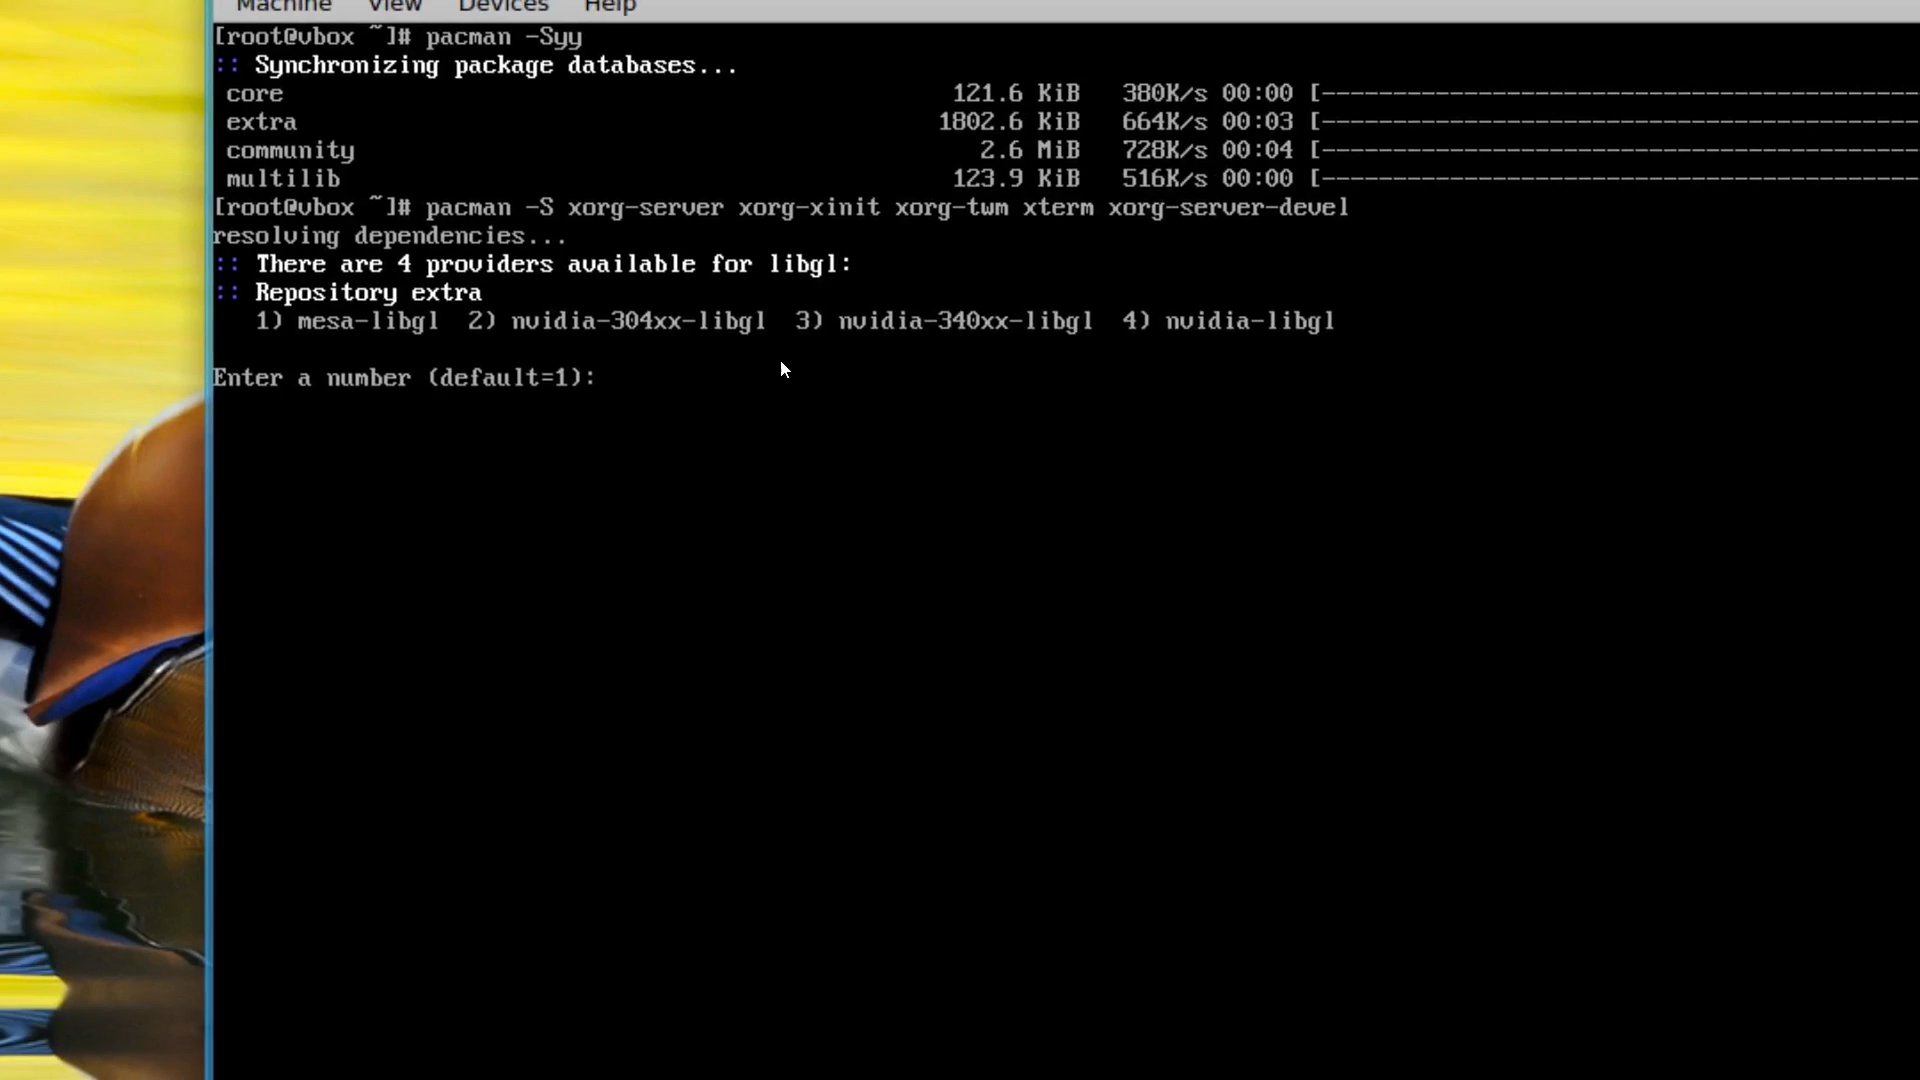 Machine View Devices Help
[root@vbox ~]# pacman -Syy
:: Synchronizing package databases...
core 121.6 KiB 380K/s 00:00 [------------------------------------------
extra 1802.6 KiB 664K/s 00:03 [------------------------------------------
community 2.6 MiB 728K/s 00:04 [------------------------------------------
multilib 123.9 KiB 516K/s 00:00 [------------------------------------------
[root@vbox ~]# pacman -S xorg-server xorg-xinit xorg-twm xterm xorg-server-devel
resolving dependencies...
:: There are 4 providers available for libgl:
:: Repository extra
1) mesa-libgl 2) nvidia-304xx-libgl 3) nvidia-340xx-libgl 4) nvidia-libgl
Enter a number (default=1):